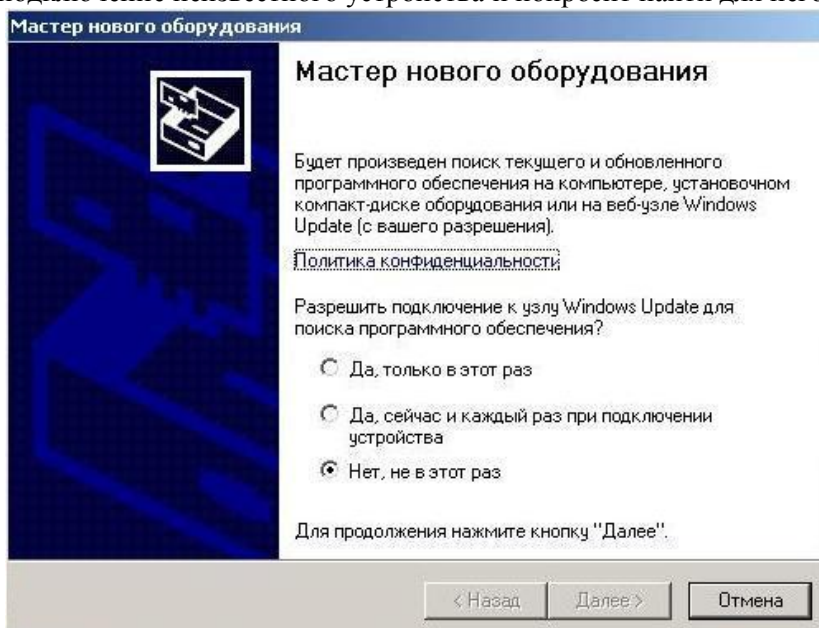 Мастер нового оборудования
Мастер нового оборудования
Будет произведен поиск текущего и обновленного
программного обеспечения на компьютере, установочном
компакт-диске оборудования или на веб-узле Windows
Update (с вашего разрешения).
Политика конфиденциальности
Разрешить подключение к узлу Windows Update для
поиска программного обеспечения?
Да, только в этот раз
Да, сейчас и каждый раз при подключении
устройства
Нет, не в этот раз
Для продолжения нажмите кнопку "Далее".
< Назад
Далее >
Отмена